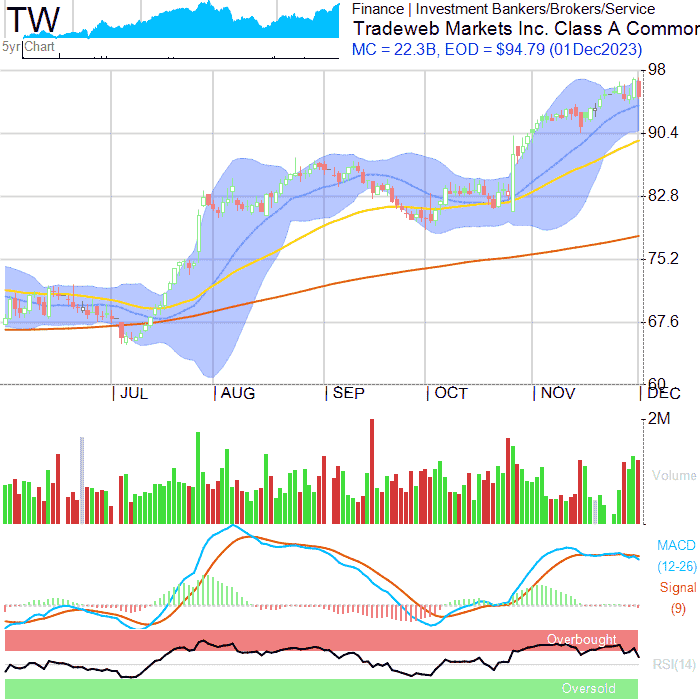 TW
5yr Chart
Finance | Investment Bankers/Brokers/Service
Tradeweb Markets Inc. Class A Common
MC = 22.3B, EOD = $94.79 (01Dec2023)
98
90.4
82.8
75.2
67.6
60
| JUL | AUG | SEP | OCT | NOV | DEC
2M
Volume
MACD
(12-26)
Signal
(9)
Overbought
RSI(14)
Oversold